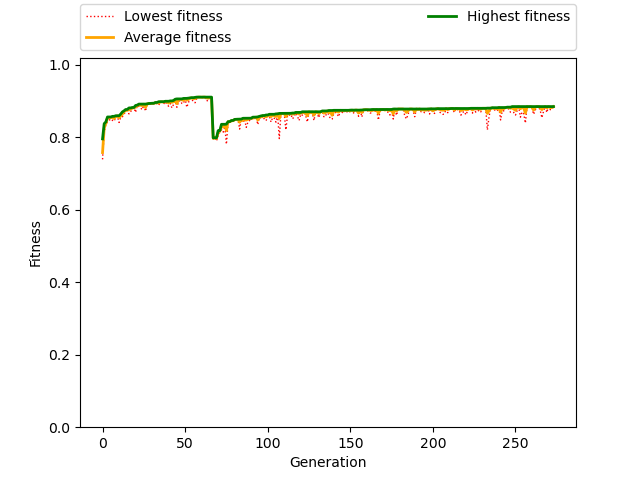 Lowest fitness
Average fitness
Highest fitness
1.0
0.8
0.6
0.4
0.2
0.0
Fitness
0 50 100 150 200 250
Generation